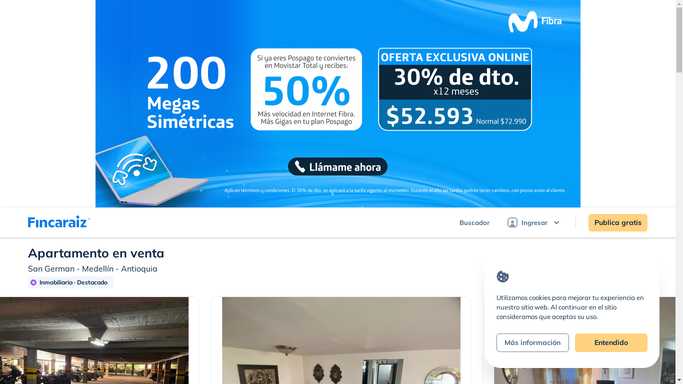 Fibra
200
Megas
Simétricas
Si ya eres Pospago te conviertes
en Movistar Total y recibes.
50%
Más velocidad en Internet Fibra.
Más Gigas en tu plan Pospago
OFERTA EXCLUSIVA ONLINE
30% de dto.
x12 meses
$52.593 Normal $72.990
Llámame ahora
Fincaraiz
Buscador
Ingresar
Publica gratis
Apartamento en venta
San German - Medellín - Antioquia
Inmobiliaria · Destacado
Utilizamos cookies para mejorar tu experiencia en
nuestro sitio web. Al continuar en el sitio
consideramos que aceptas su uso.
Más información
Entendido